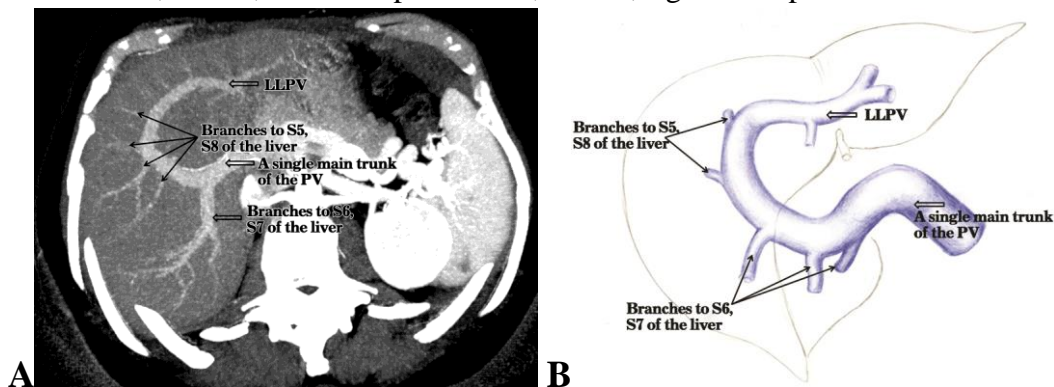 LLPV
Branches to S5,
S8 of the liver
A single main trunk
of the PV
Branches to S6,
S7 of the liver
A
LLPV
Branches to S5,
S8 of the liver
A single main trunk
of the PV
Branches to S6,
S7 of the liver
B